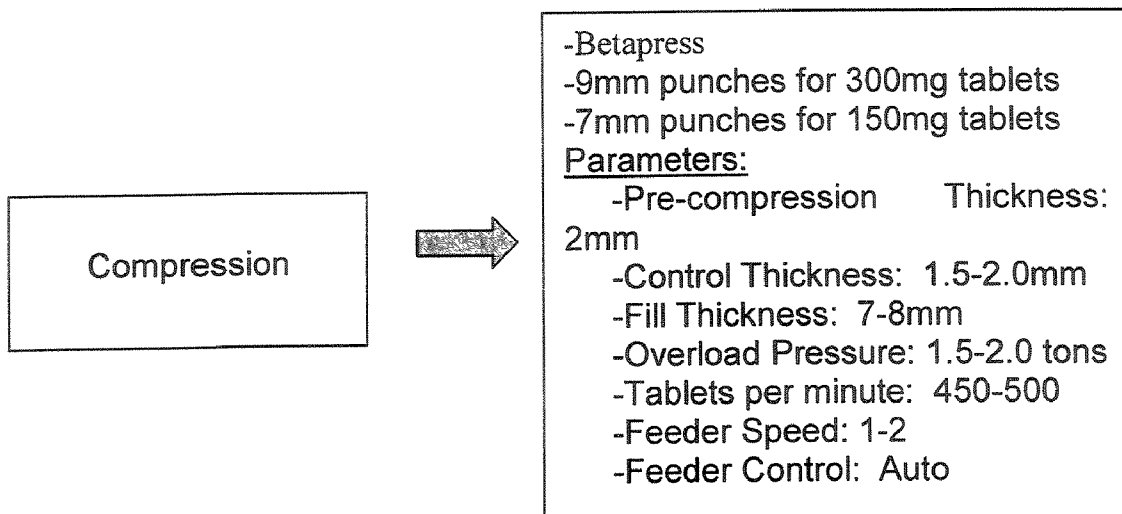 Compression
-Betapress
-9mm punches for 300mg tablets
-7mm punches for 150mg tablets
Parameters:
-Pre-compression Thickness:
2mm
-Control Thickness: 1.5-2.0mm
-Fill Thickness: 7-8mm
-Overload Pressure: 1.5-2.0 tons
-Tablets per minute: 450-500
-Feeder Speed: 1-2
-Feeder Control: Auto